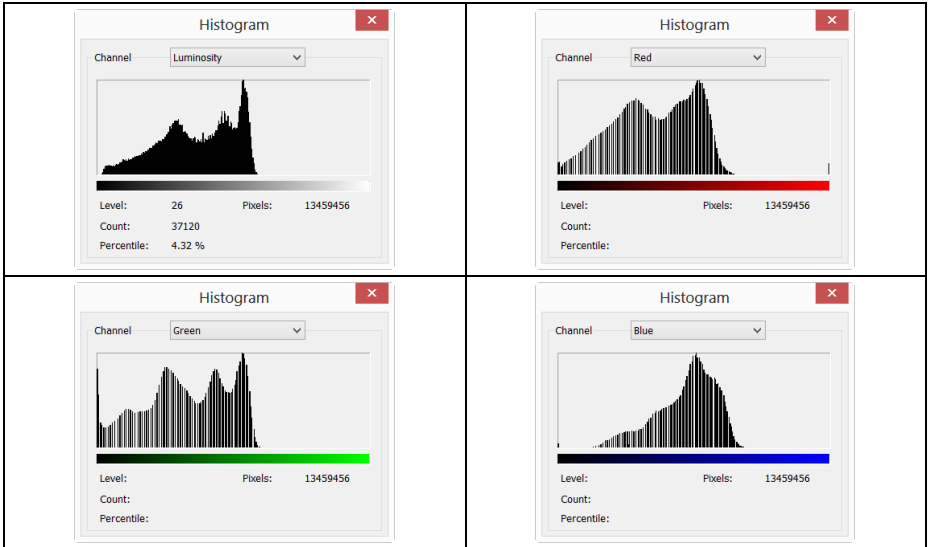 Histogram
Channel Luminosity
Level: 26 Pixels: 13459456
Count: 37120
Percentile: 4.32 %
Histogram
Channel Red
Level: Pixels: 13459456
Count:
Percentile:
Histogram
Channel Green
Level: Pixels: 13459456
Count:
Percentile:
Histogram
Channel Blue
Level: Pixels: 13459456
Count:
Percentile: